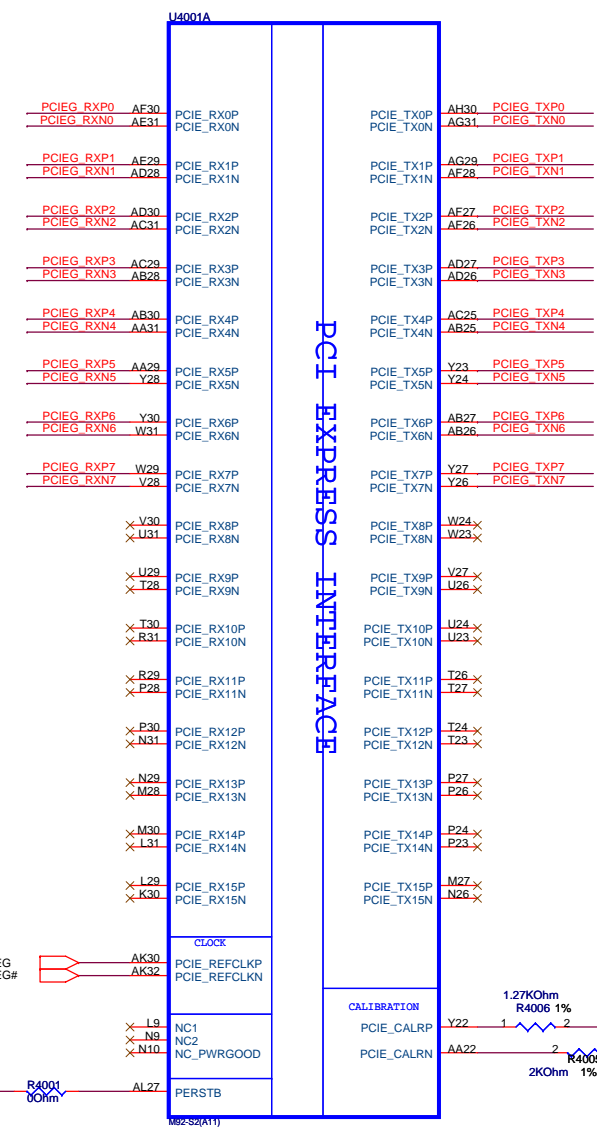 U4001A
PCIEG_RXP0 AF30 PCIE_RX0P PCIE_TX0P AH30 PCIEG_TXP0
PCIEG_RXN0 AE31 PCIE_RX0N PCIE_TX0N AG31 PCIEG_TXN0
PCIEG_RXP1 AE29 PCIE_RX1P PCIE_TX1P AG29 PCIEG_TXP1
PCIEG_RXN1 AD28 PCIE_RX1N PCIE_TX1N AF28 PCIEG_TXN1
PCIEG_RXP2 AD30 PCIE_RX2P PCIE_TX2P AF27 PCIEG_TXP2
PCIEG_RXN2 AC31 PCIE_RX2N PCIE_TX2N AF26 PCIEG_TXN2
PCIEG_RXP3 AC29 PCIE_RX3P PCIE_TX3P AD27 PCIEG_TXP3
PCIEG_RXN3 AB28 PCIE_RX3N PCIE_TX3N AD26 PCIEG_TXN3
PCIEG_RXP4 AB30 PCIE_RX4P PCIE_TX4P AC25 PCIEG_TXP4
PCIEG_RXN4 AA31 PCIE_RX4N PCIE_TX4N AB25 PCIEG_TXN4
PCIEG_RXP5 AA29 PCIE_RX5P PCIE_TX5P Y23 PCIEG_TXP5
PCIEG_RXN5 Y28 PCIE_RX5N PCIE_TX5N Y24 PCIEG_TXN5
PCIEG_RXP6 Y30 PCIE_RX6P PCIE_TX6P AB27 PCIEG_TXP6
PCIEG_RXN6 W31 PCIE_RX6N PCIE_TX6N AB26 PCIEG_TXN6
PCIEG_RXP7 W29 PCIE_RX7P PCIE_TX7P Y27 PCIEG_TXP7
PCIEG_RXN7 V28 PCIE_RX7N PCIE_TX7N Y26 PCIEG_TXN7
PCI EXPRESS INTERFACE
V30 PCIE_RX8P PCIE_TX8P W24
U31 PCIE_RX8N PCIE_TX8N W23
U29 PCIE_RX9P PCIE_TX9P V27
T28 PCIE_RX9N PCIE_TX9N U26
T30 PCIE_RX10P PCIE_TX10P U24
R31 PCIE_RX10N PCIE_TX10N U23
R29 PCIE_RX11P PCIE_TX11P T26
P28 PCIE_RX11N PCIE_TX11N T27
P30 PCIE_RX12P PCIE_TX12P T24
N31 PCIE_RX12N PCIE_TX12N T23
N29 PCIE_RX13P PCIE_TX13P P27
M28 PCIE_RX13N PCIE_TX13N P26
M30 PCIE_RX14P PCIE_TX14P P24
L31 PCIE_RX14N PCIE_TX14N P23
L29 PCIE_RX15P PCIE_TX15P M27
K30 PCIE_RX15N PCIE_TX15N N26
CLOCK
EG AK30 PCIE_REFCLKP
EG# AK32 PCIE_REFCLKN
1.27KOhm
CALIBRATION R4006 1%
L9 NC1 PCIE_CALRP Y22 1 2
N9 NC2
N10 NC_PWRGOOD PCIE_CALRN AA22 2
R4005
2KOhm 1%
R4001 AL27 PERSTB
0Ohm
M92-S2(A11)